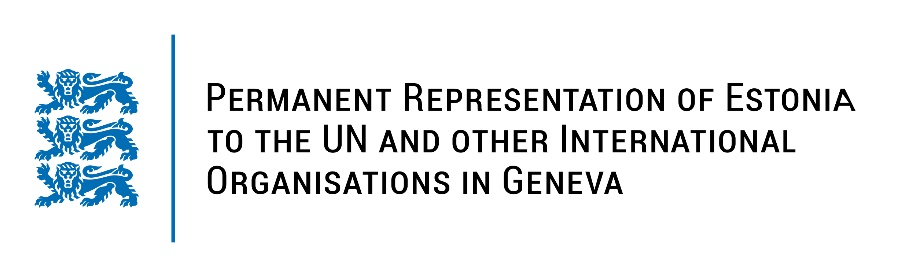 Permanent Representation of Estonia
to the UN and other International
Organisations in Geneva